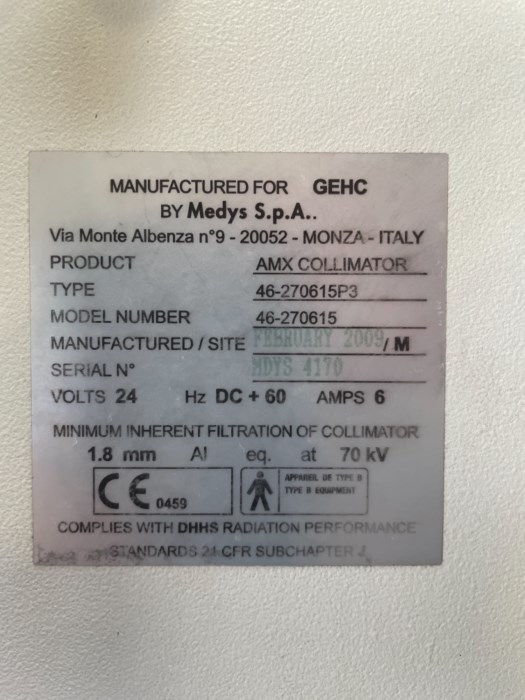 MANUFACTURED FOR GEHC
BY Medys S.p.A..
Via Monte Albenza n°9 - 20052 - MONZA - ITALY
PRODUCT AMX COLLIMATOR
TYPE 46-270615P3
MODEL NUMBER 46-270615
MANUFACTURED / SITE FEBRUARY 2009 / M
SERIAL N° MDYS 4170
VOLTS 24 Hz DC + 60 AMPS 6
MINIMUM INHERENT FILTRATION OF COLLIMATOR
1.8 mm Al eq. at 70 kV
CE 0459
APPAREIL DE TYPE B
TYPE B EQUIPMENT
COMPLIES WITH DHHS RADIATION PERFORMANCE
STANDARDS 21 CFR SUBCHAPTER J